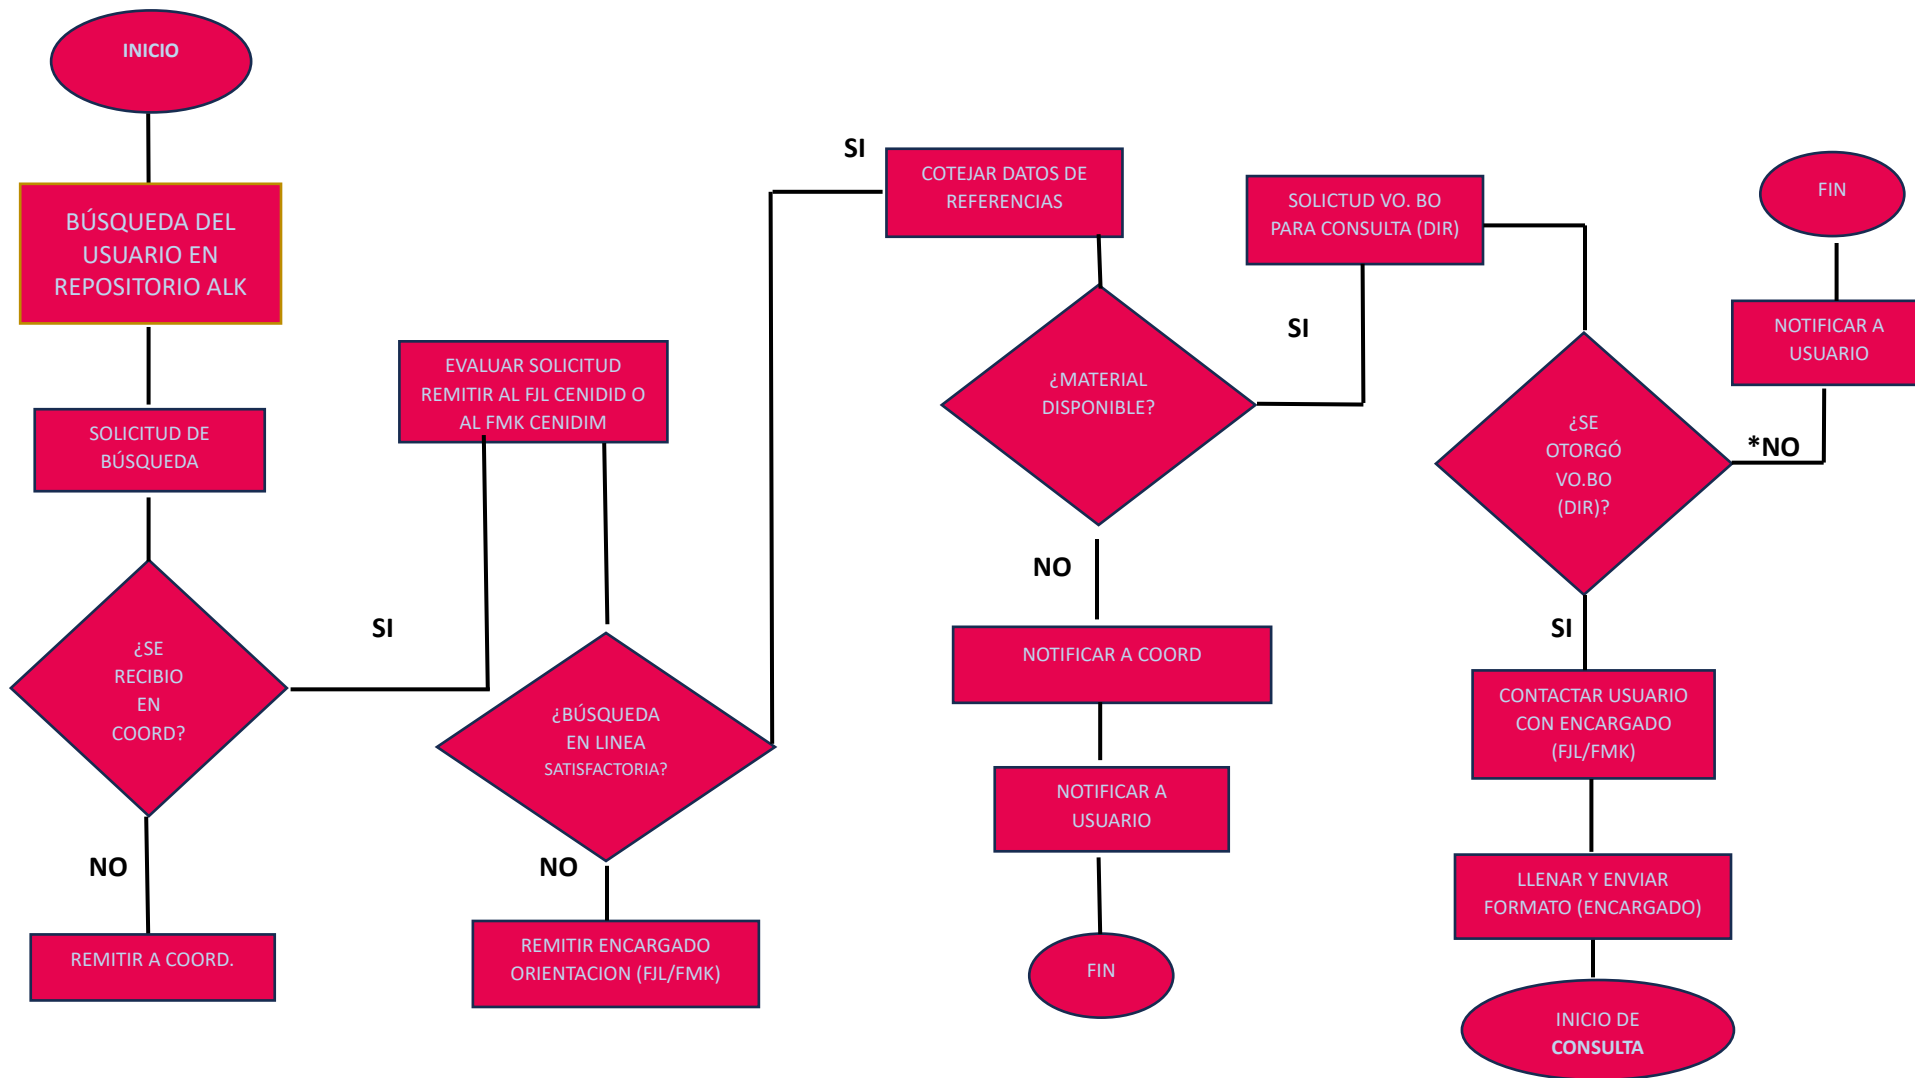 INICIO
BÚSQUEDA DEL
USUARIO EN
REPOSITORIO ALK
SOLICITUD DE
BÚSQUEDA
¿SE
RECIBIO
EN
COORD?
NO
REMITIR A COORD.
SI
EVALUAR SOLICITUD
REMITIR AL FJL CENIDID O
AL FMK CENIDIM
¿BÚSQUEDA
EN LINEA
SATISFACTORIA?
NO
REMITIR ENCARGADO
ORIENTACION (FJL/FMK)
SI
COTEJAR DATOS DE
REFERENCIAS
¿MATERIAL
DISPONIBLE?
NO
NOTIFICAR A COORD
NOTIFICAR A
USUARIO
FIN
SI
SOLICTUD VO. BO
PARA CONSULTA (DIR)
¿SE
OTORGÓ
VO.BO
(DIR)?
*NO
NOTIFICAR A
USUARIO
FIN
SI
CONTACTAR USUARIO
CON ENCARGADO
(FJL/FMK)
LLENAR Y ENVIAR
FORMATO (ENCARGADO)
INICIO DE
CONSULTA